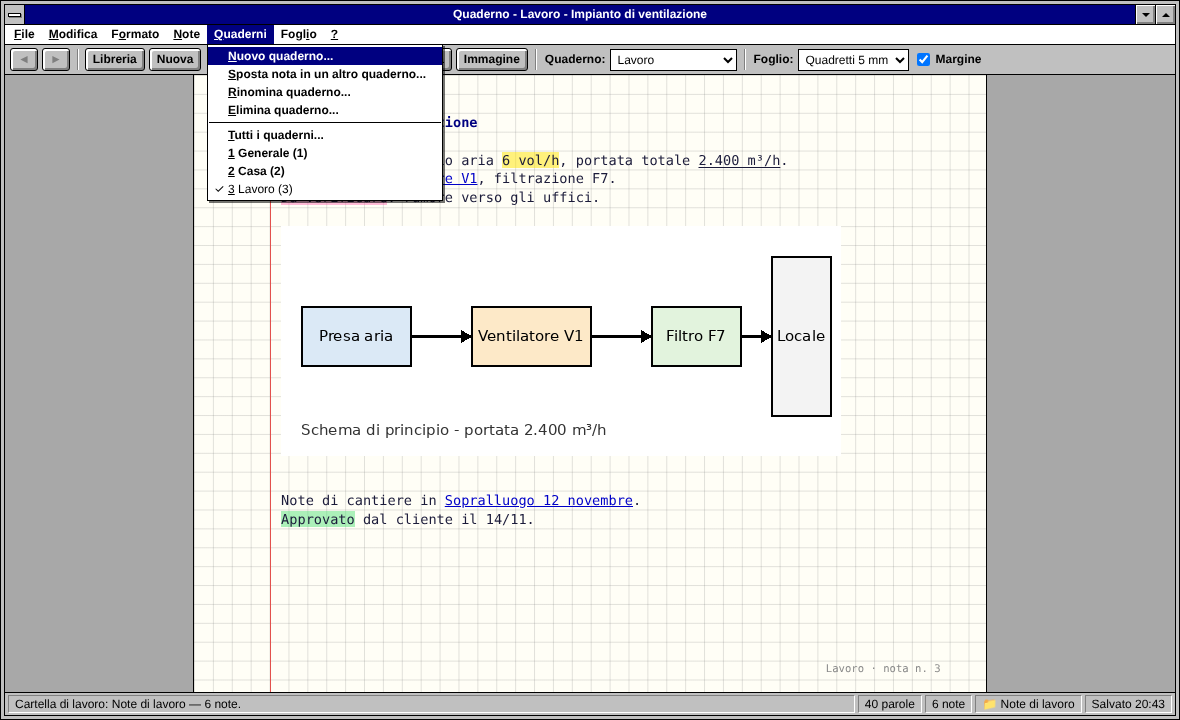 Quaderno - Lavoro - Impianto di ventilazione
File Modifica Formato Note Quaderni Foglio ?
Libreria Nuova Immagine Quaderno: Lavoro Foglio: Quadretti 5 mm Margine
Nuovo quaderno...
Sposta nota in un altro quaderno...
Rinomina quaderno...
Elimina quaderno...
Tutti i quaderni...
1 Generale (1)
2 Casa (2)
✓ 3 Lavoro (3)
aria 6 vol/h, portata totale 2.400 m³/h.
V1, filtrazione F7.
verso gli uffici.
Presa aria
Ventilatore V1
Filtro F7
Locale
Schema di principio - portata 2.400 m³/h
Note di cantiere in Sopralluogo 12 novembre.
Approvato dal cliente il 14/11.
Lavoro · nota n. 3
Cartella di lavoro: Note di lavoro — 6 note. 40 parole 6 note 📁 Note di lavoro Salvato 20:43